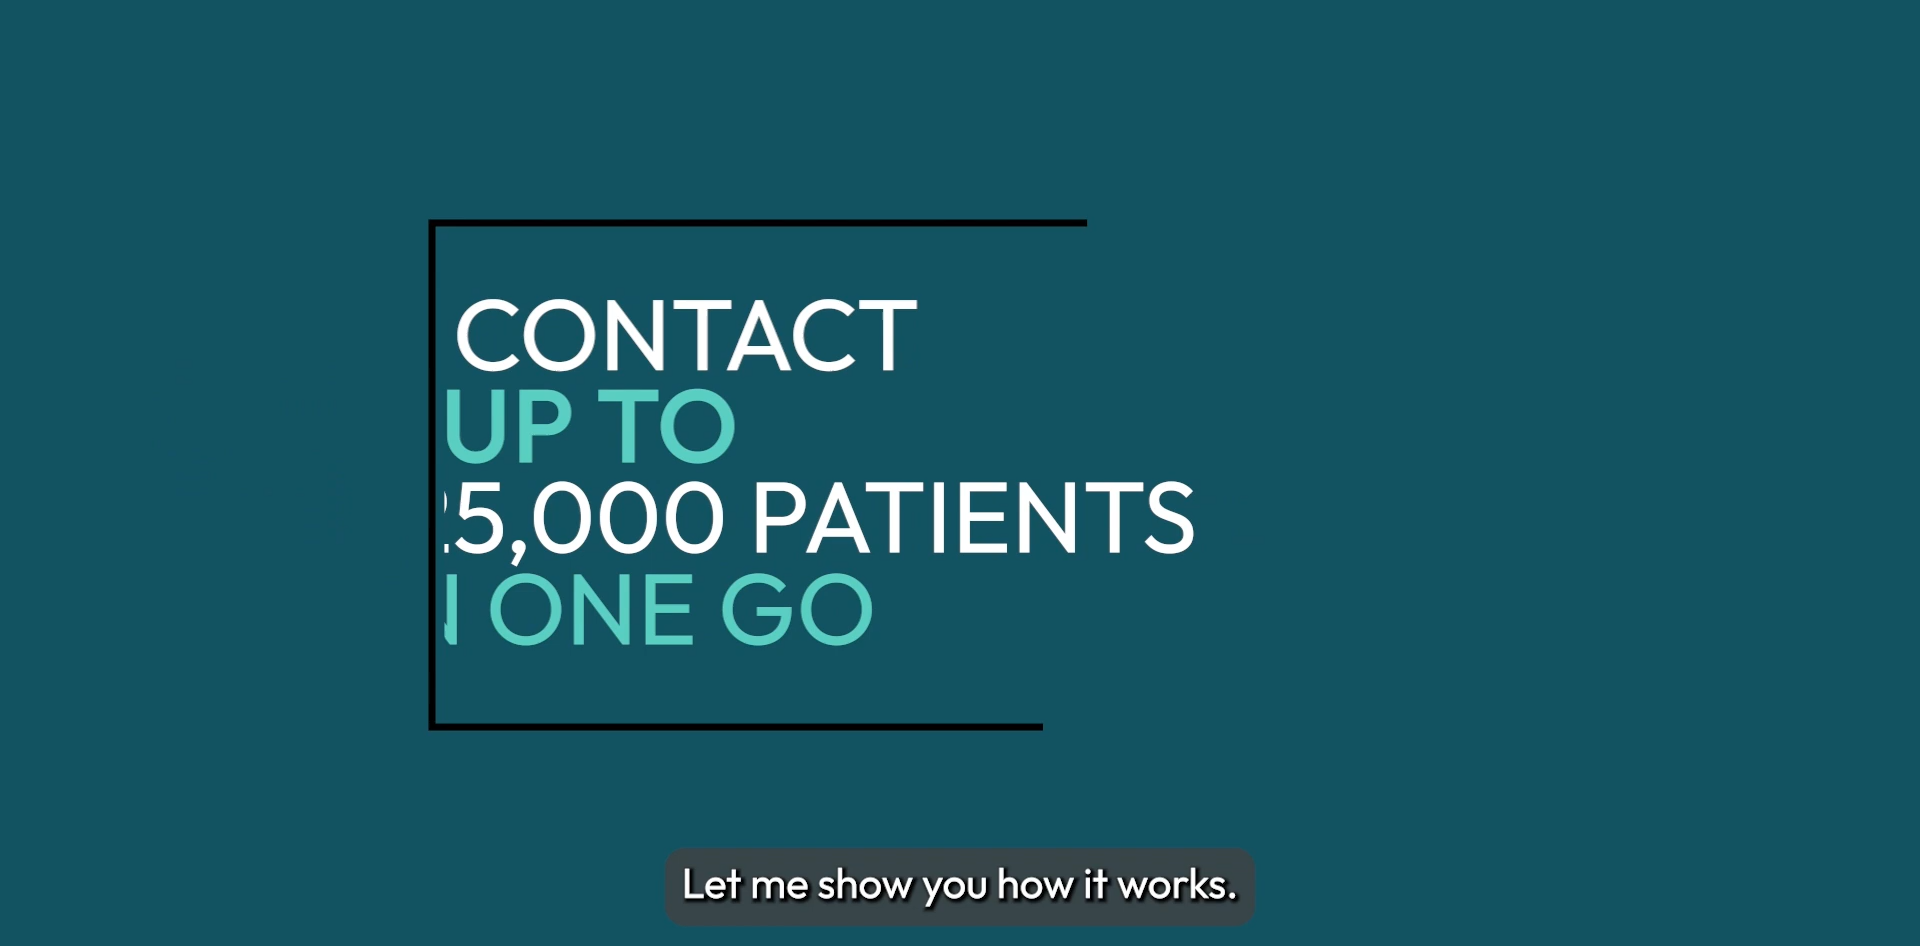 CONTACT
UP TO
5,000 PATIENTS
ONE GO
Let me show you how it works.